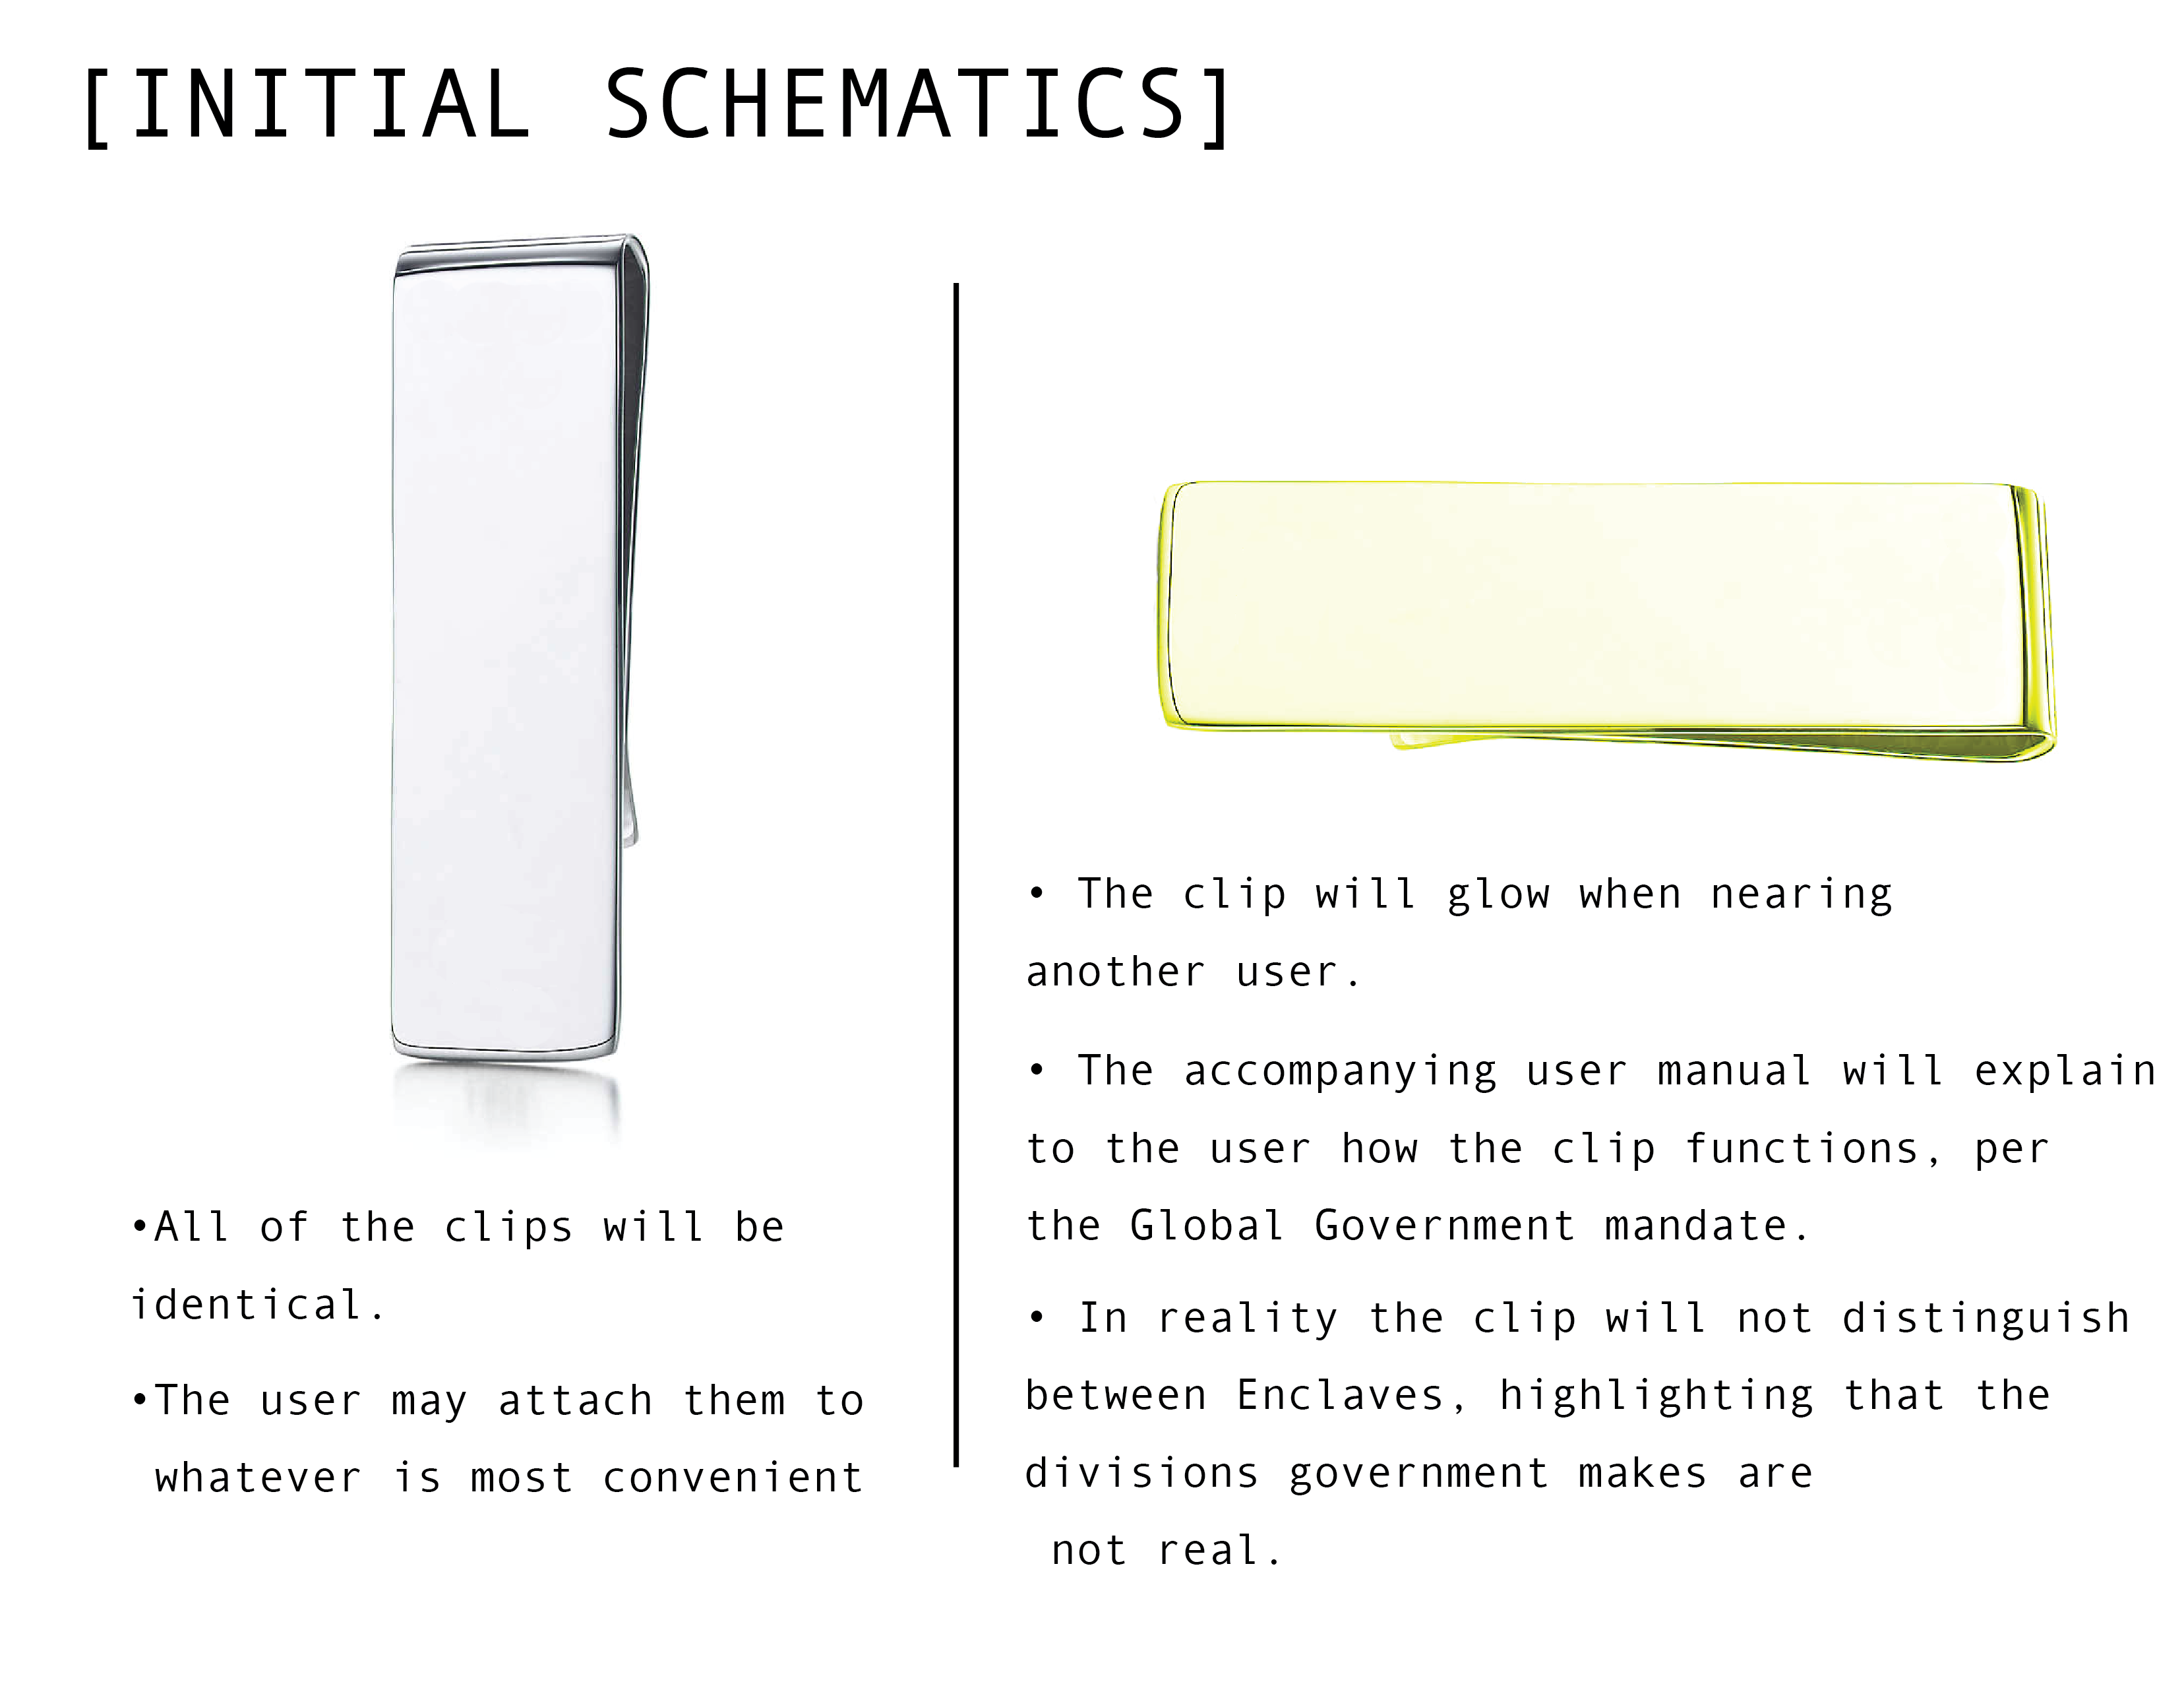 [INITIAL SCHEMATICS]
•All of the clips will be
identical.
•The user may attach them to
whatever is most convenient
• The clip will glow when nearing
another user.
• The accompanying user manual will explain
to the user how the clip functions, per
the Global Government mandate.
• In reality the clip will not distinguish
between Enclaves, highlighting that the
divisions government makes are
not real.